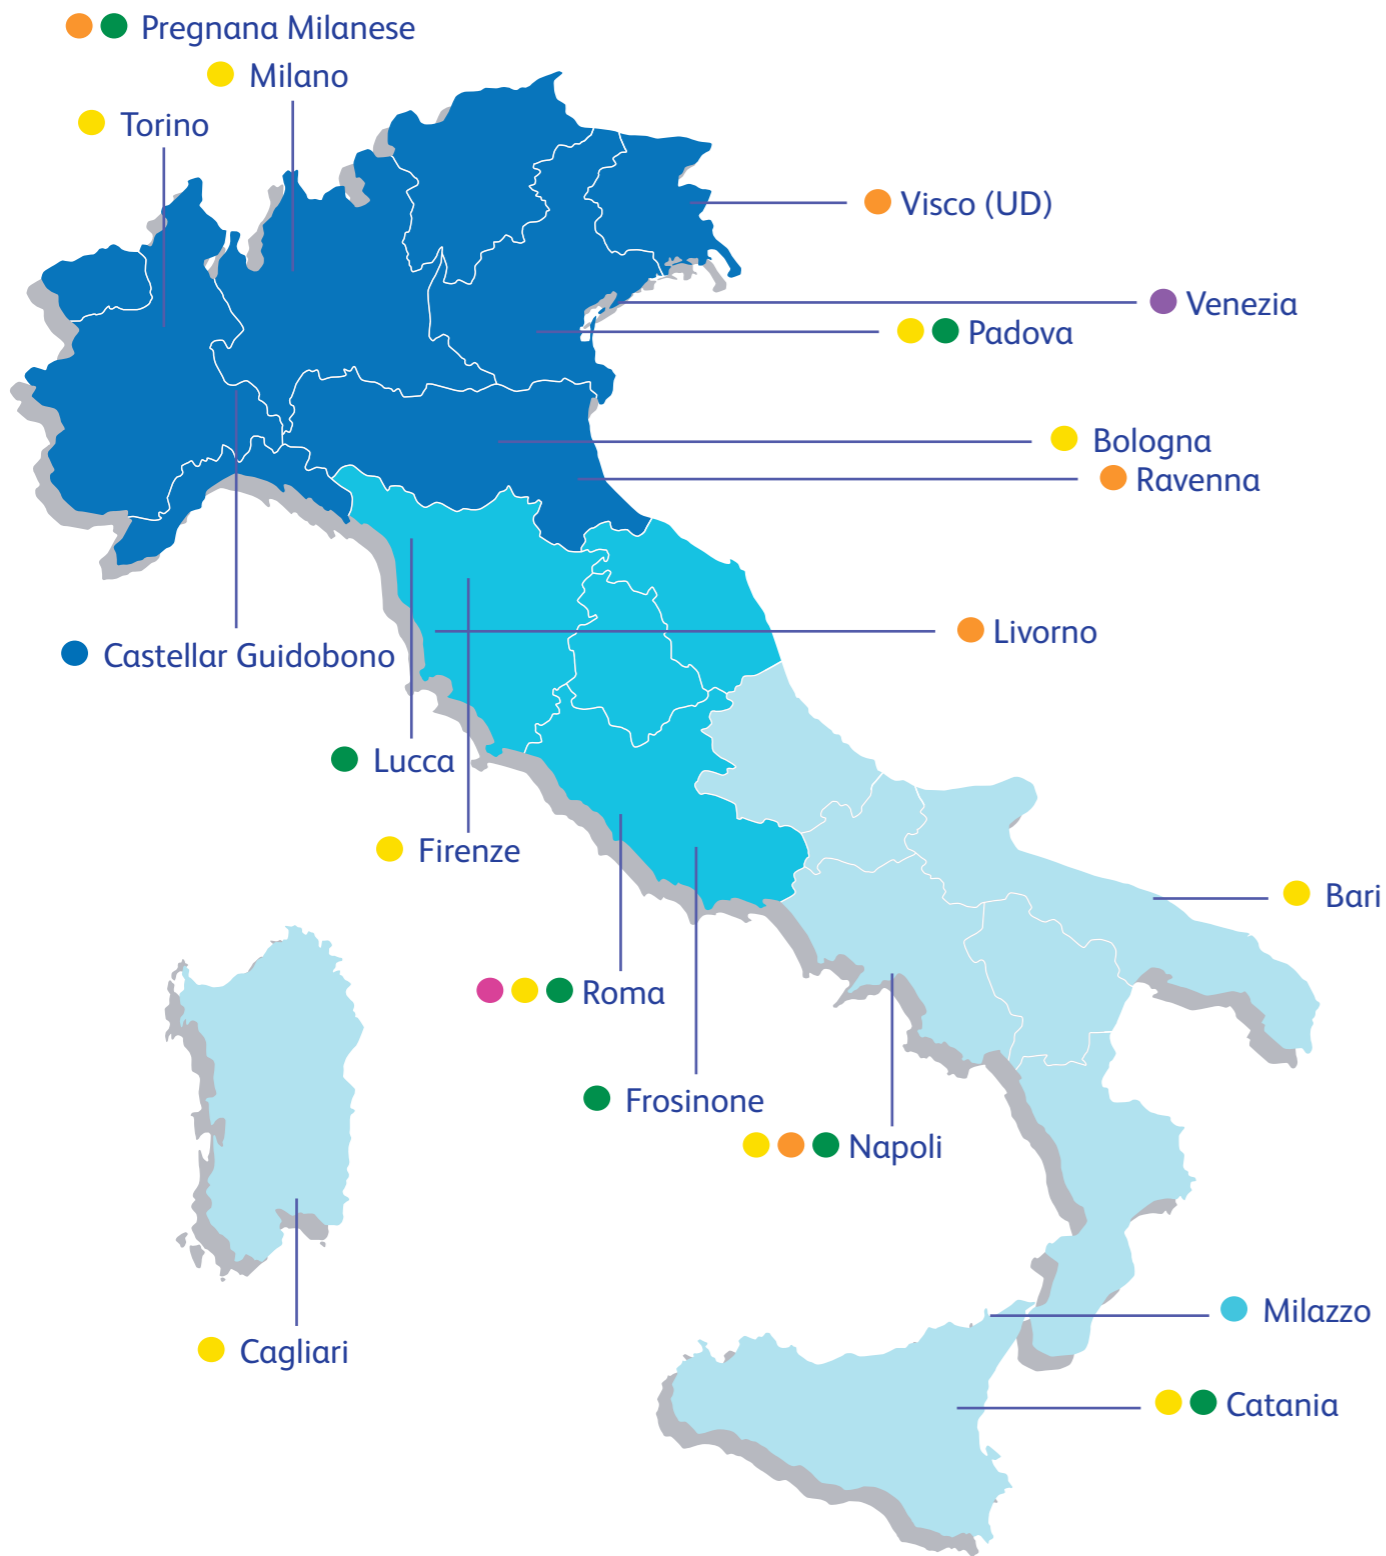 Pregnana Milanese
Milano
Torino
Visco (UD)
Venezia
Padova
Bologna
Ravenna
Livorno
Castellar Guidobono
Lucca
Firenze
Bari
Roma
Frosinone
Napoli
Milazzo
Cagliari
Catania